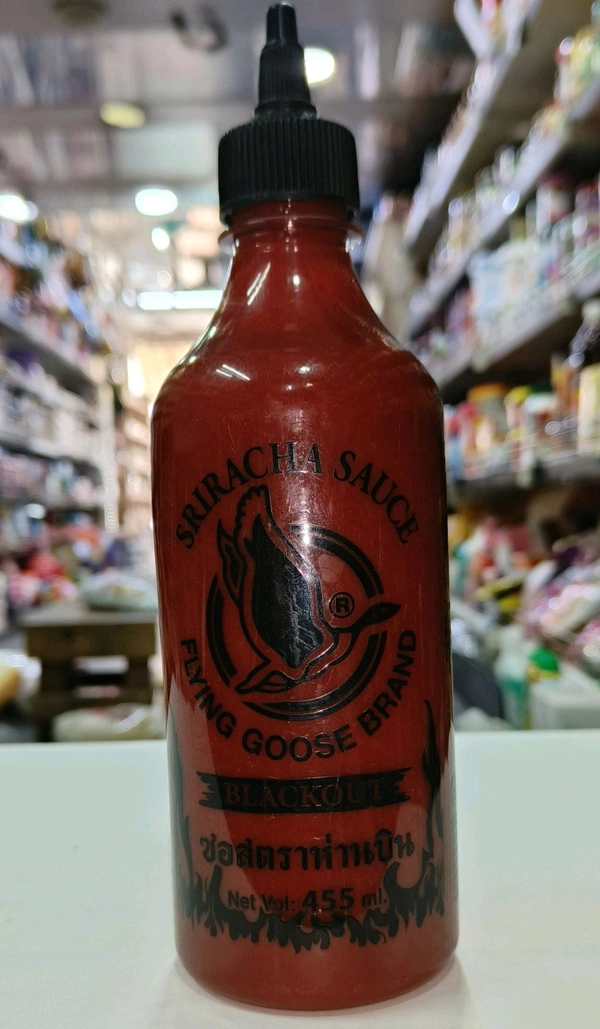 SRIRACHA SAUCE
®
FLYING GOOSE BRAND
BLACKOUT
ซอสตราห่านบิน
Net Vol: 455 ml.